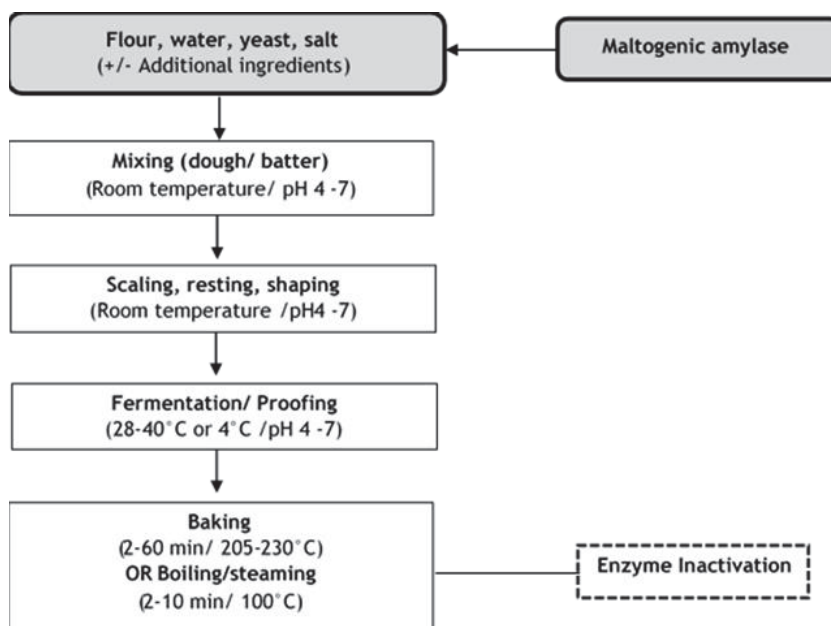 Flour, water, yeast, salt
(+/- Additional ingredients)
Maltogenic amylase
Mixing (dough/ batter)
(Room temperature/ pH 4 -7)
Scaling, resting, shaping
(Room temperature /pH4 -7)
Fermentation/ Proofing
(28-40°C or 4°C /pH 4 -7)
Baking
(2-60 min/ 205-230°C)
OR Boiling/steaming
(2-10 min/ 100°C)
Enzyme Inactivation